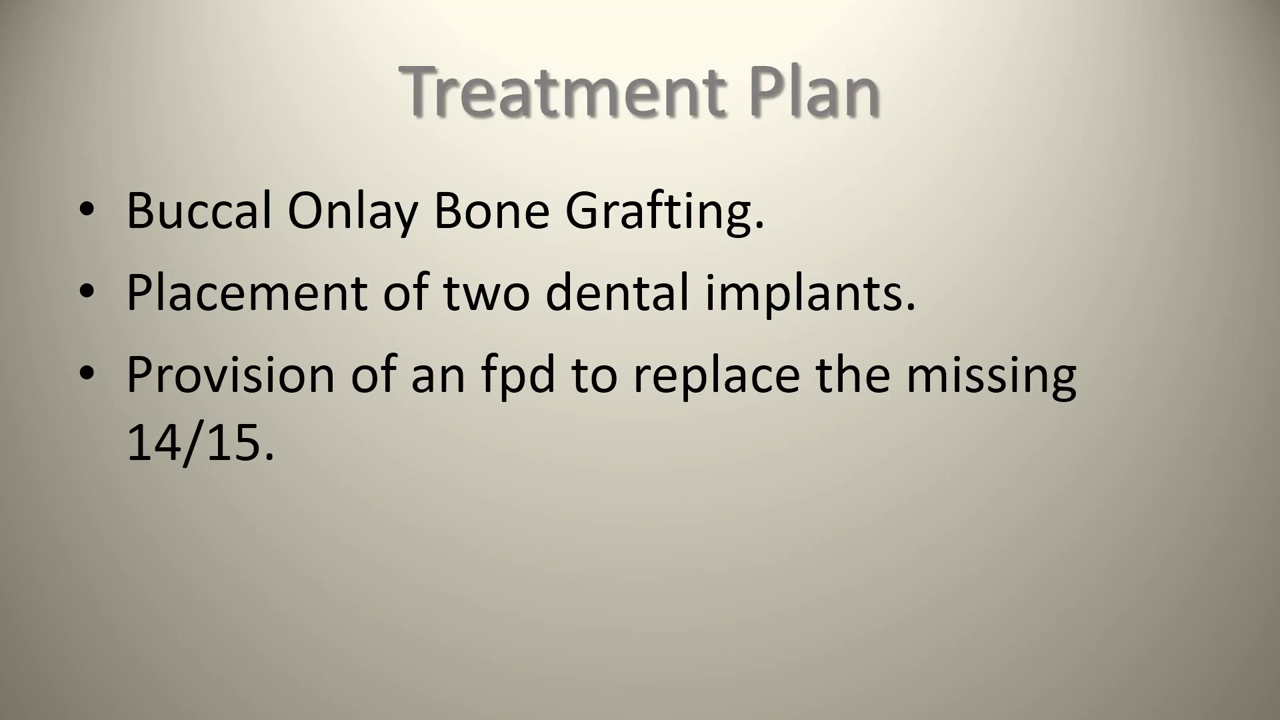 Treatment Plan
• Buccal Onlay Bone Grafting.
• Placement of two dental implants.
• Provision of an fpd to replace the missing
14/15.